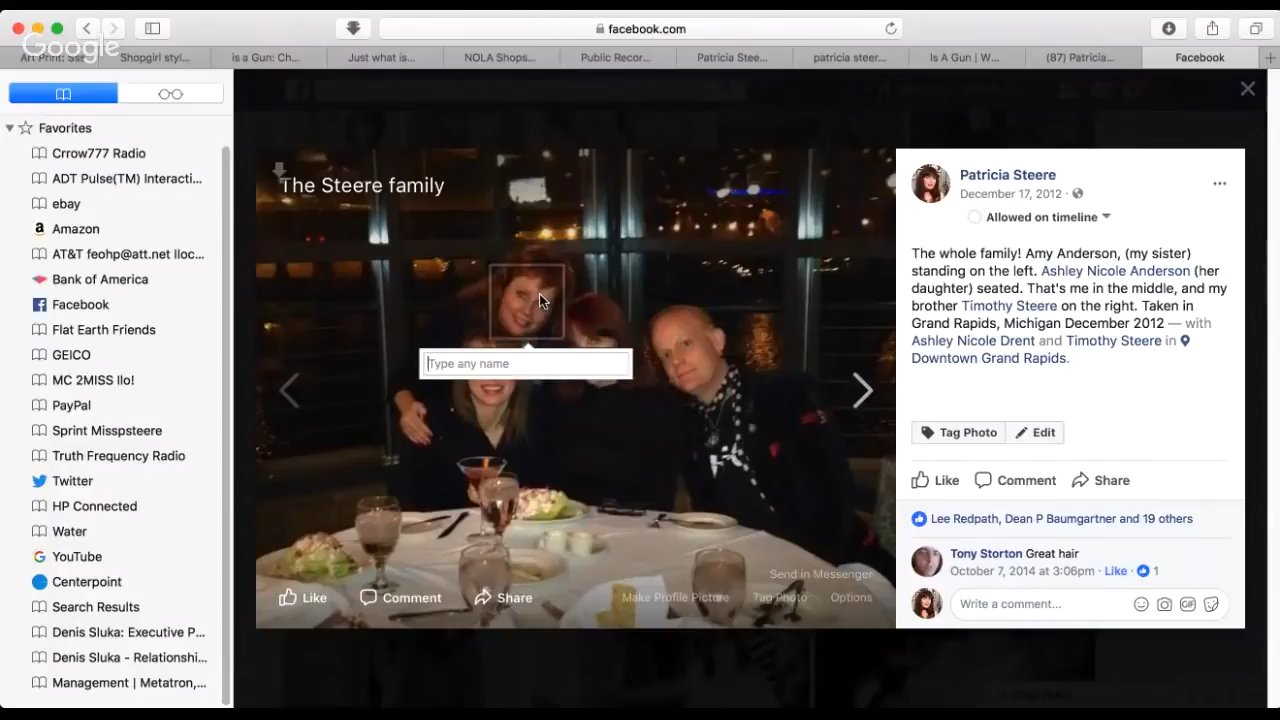 facebook.com
Google
Shopgirl styl...
is a Gun: Ch...
Just what is...
NOLA Shops...
Public Recor...
Patricia Stee...
patricia steer...
Is A Gun | W...
(87) Patricia...
Facebook
Favorites
Crrow777 Radio
ADT Pulse(TM) Interacti...
ebay
Amazon
AT&T feohp@att.net lloc...
Bank of America
Facebook
Flat Earth Friends
GEICO
MC 2MISS llo!
PayPal
Sprint Misspsteere
Truth Frequency Radio
Twitter
HP Connected
Water
YouTube
Centerpoint
Search Results
Denis Sluka: Executive P...
Denis Sluka - Relationshi...
Management | Metatron,...
The Steere family
Type any name
Send in Messenger
Like
Comment
Share
Make Profile Picture
Tag Photo
Options
Patricia Steere
December 17, 2012 ·
Allowed on timeline
The whole family! Amy Anderson, (my sister)
standing on the left. Ashley Nicole Anderson (her
daughter) seated. That's me in the middle, and my
brother Timothy Steere on the right. Taken in
Grand Rapids, Michigan December 2012 — with
Ashley Nicole Drent and Timothy Steere in
Downtown Grand Rapids.
Tag Photo
Edit
Like
Comment
Share
Lee Redpath, Dean P Baumgartner and 19 others
Tony Storton Great hair
October 7, 2014 at 3:06pm · Like · 1
Write a comment...
GIF